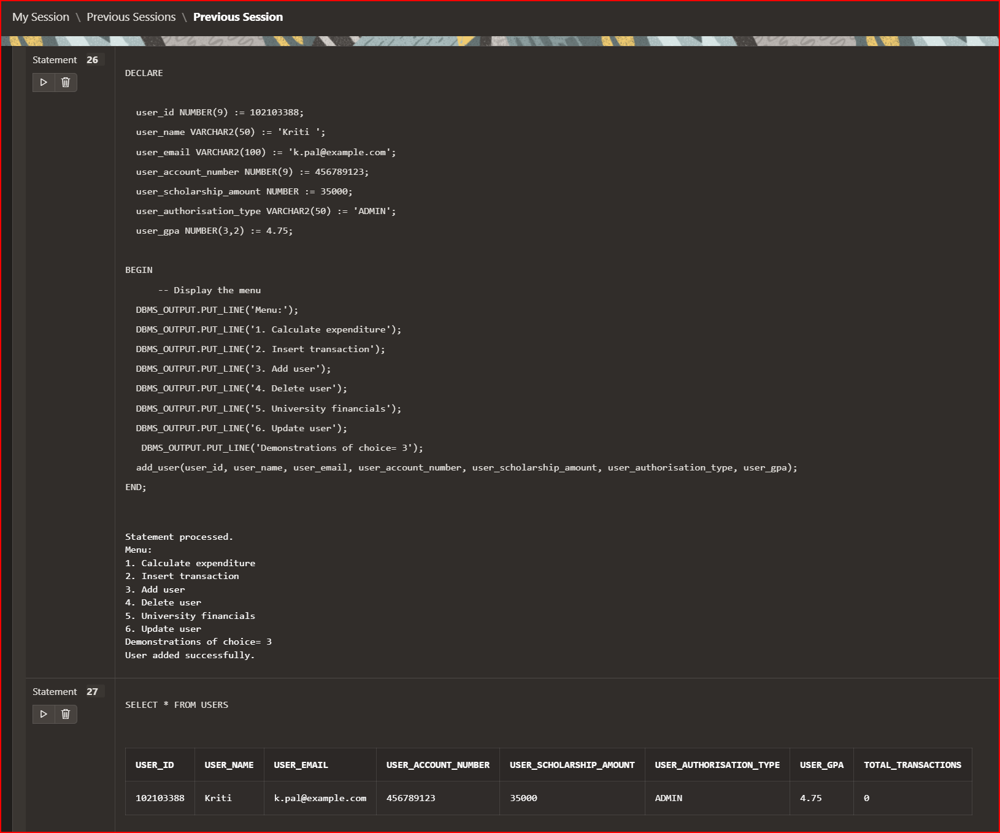 My Session \ Previous Sessions \ Previous Session
Statement 26
DECLARE
user_id NUMBER(9) := 102103388;
user_name VARCHAR2(50) := 'Kriti ';
user_email VARCHAR2(100) := 'k.pal@example.com';
user_account_number NUMBER(9) := 456789123;
user_scholarship_amount NUMBER := 35000;
user_authorisation_type VARCHAR2(50) := 'ADMIN';
user_gpa NUMBER(3,2) := 4.75;
BEGIN
-- Display the menu
DBMS_OUTPUT.PUT_LINE('Menu:');
DBMS_OUTPUT.PUT_LINE('1. Calculate expenditure');
DBMS_OUTPUT.PUT_LINE('2. Insert transaction');
DBMS_OUTPUT.PUT_LINE('3. Add user');
DBMS_OUTPUT.PUT_LINE('4. Delete user');
DBMS_OUTPUT.PUT_LINE('5. University financials');
DBMS_OUTPUT.PUT_LINE('6. Update user');
DBMS_OUTPUT.PUT_LINE('Demonstrations of choice= 3');
add_user(user_id, user_name, user_email, user_account_number, user_scholarship_amount, user_authorisation_type, user_gpa);
END;
Statement processed.
Menu:
1. Calculate expenditure
2. Insert transaction
3. Add user
4. Delete user
5. University financials
6. Update user
Demonstrations of choice= 3
User added successfully.
Statement 27
SELECT * FROM USERS
USER_ID USER_NAME USER_EMAIL USER_ACCOUNT_NUMBER USER_SCHOLARSHIP_AMOUNT USER_AUTHORISATION_TYPE USER_GPA TOTAL_TRANSACTIONS
102103388 Kriti k.pal@example.com 456789123 35000 ADMIN 4.75 0